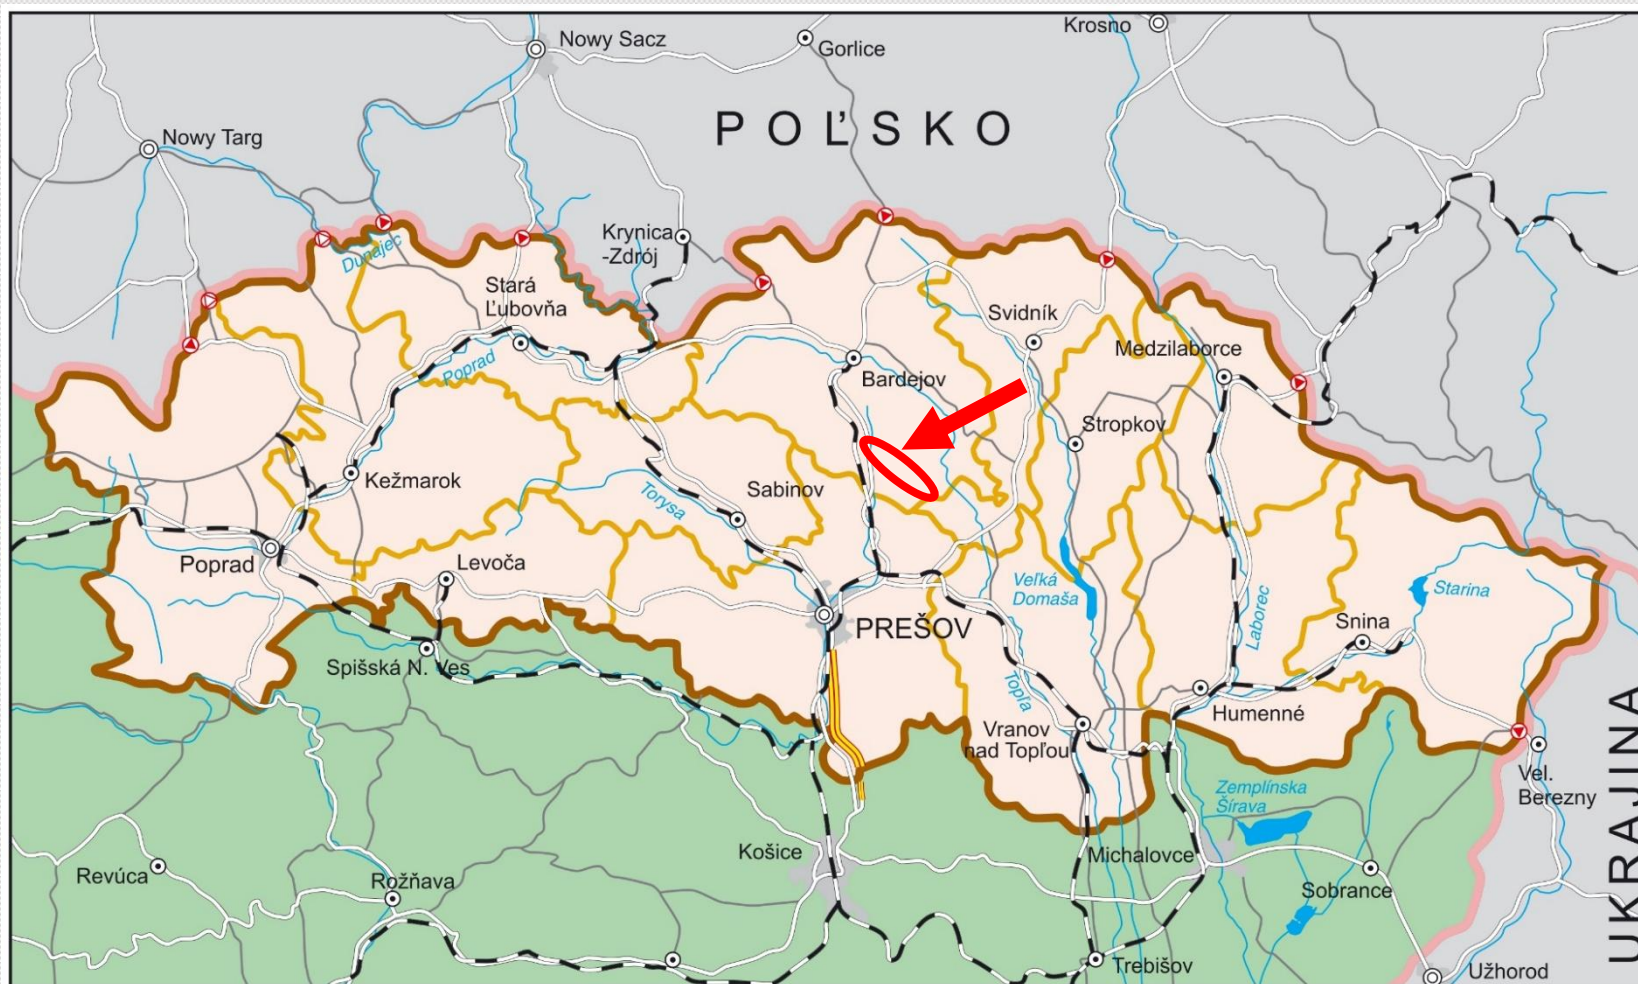 Krosno
Nowy Sacz
Gorlice
POĽSKO
Nowy Targ
Krynica
-Zdrój
Dunajec
Stará
Ľubovňa
Svidník
Medzilaborce
Poprad
Bardejov
Stropkov
Kežmarok
Sabinov
Torysa
Poprad
Levoča
Veľká
Domaša
Starina
Laborec
Snina
PREŠOV
Spišská N. Ves
Topľa
Humenné
Vranov
nad Topľou
UKRAJINA
Vel.
Berezny
Zemplínska
Šírava
Košice
Michalovce
Revúca
Rožňava
Sobrance
Trebišov
Užhorod